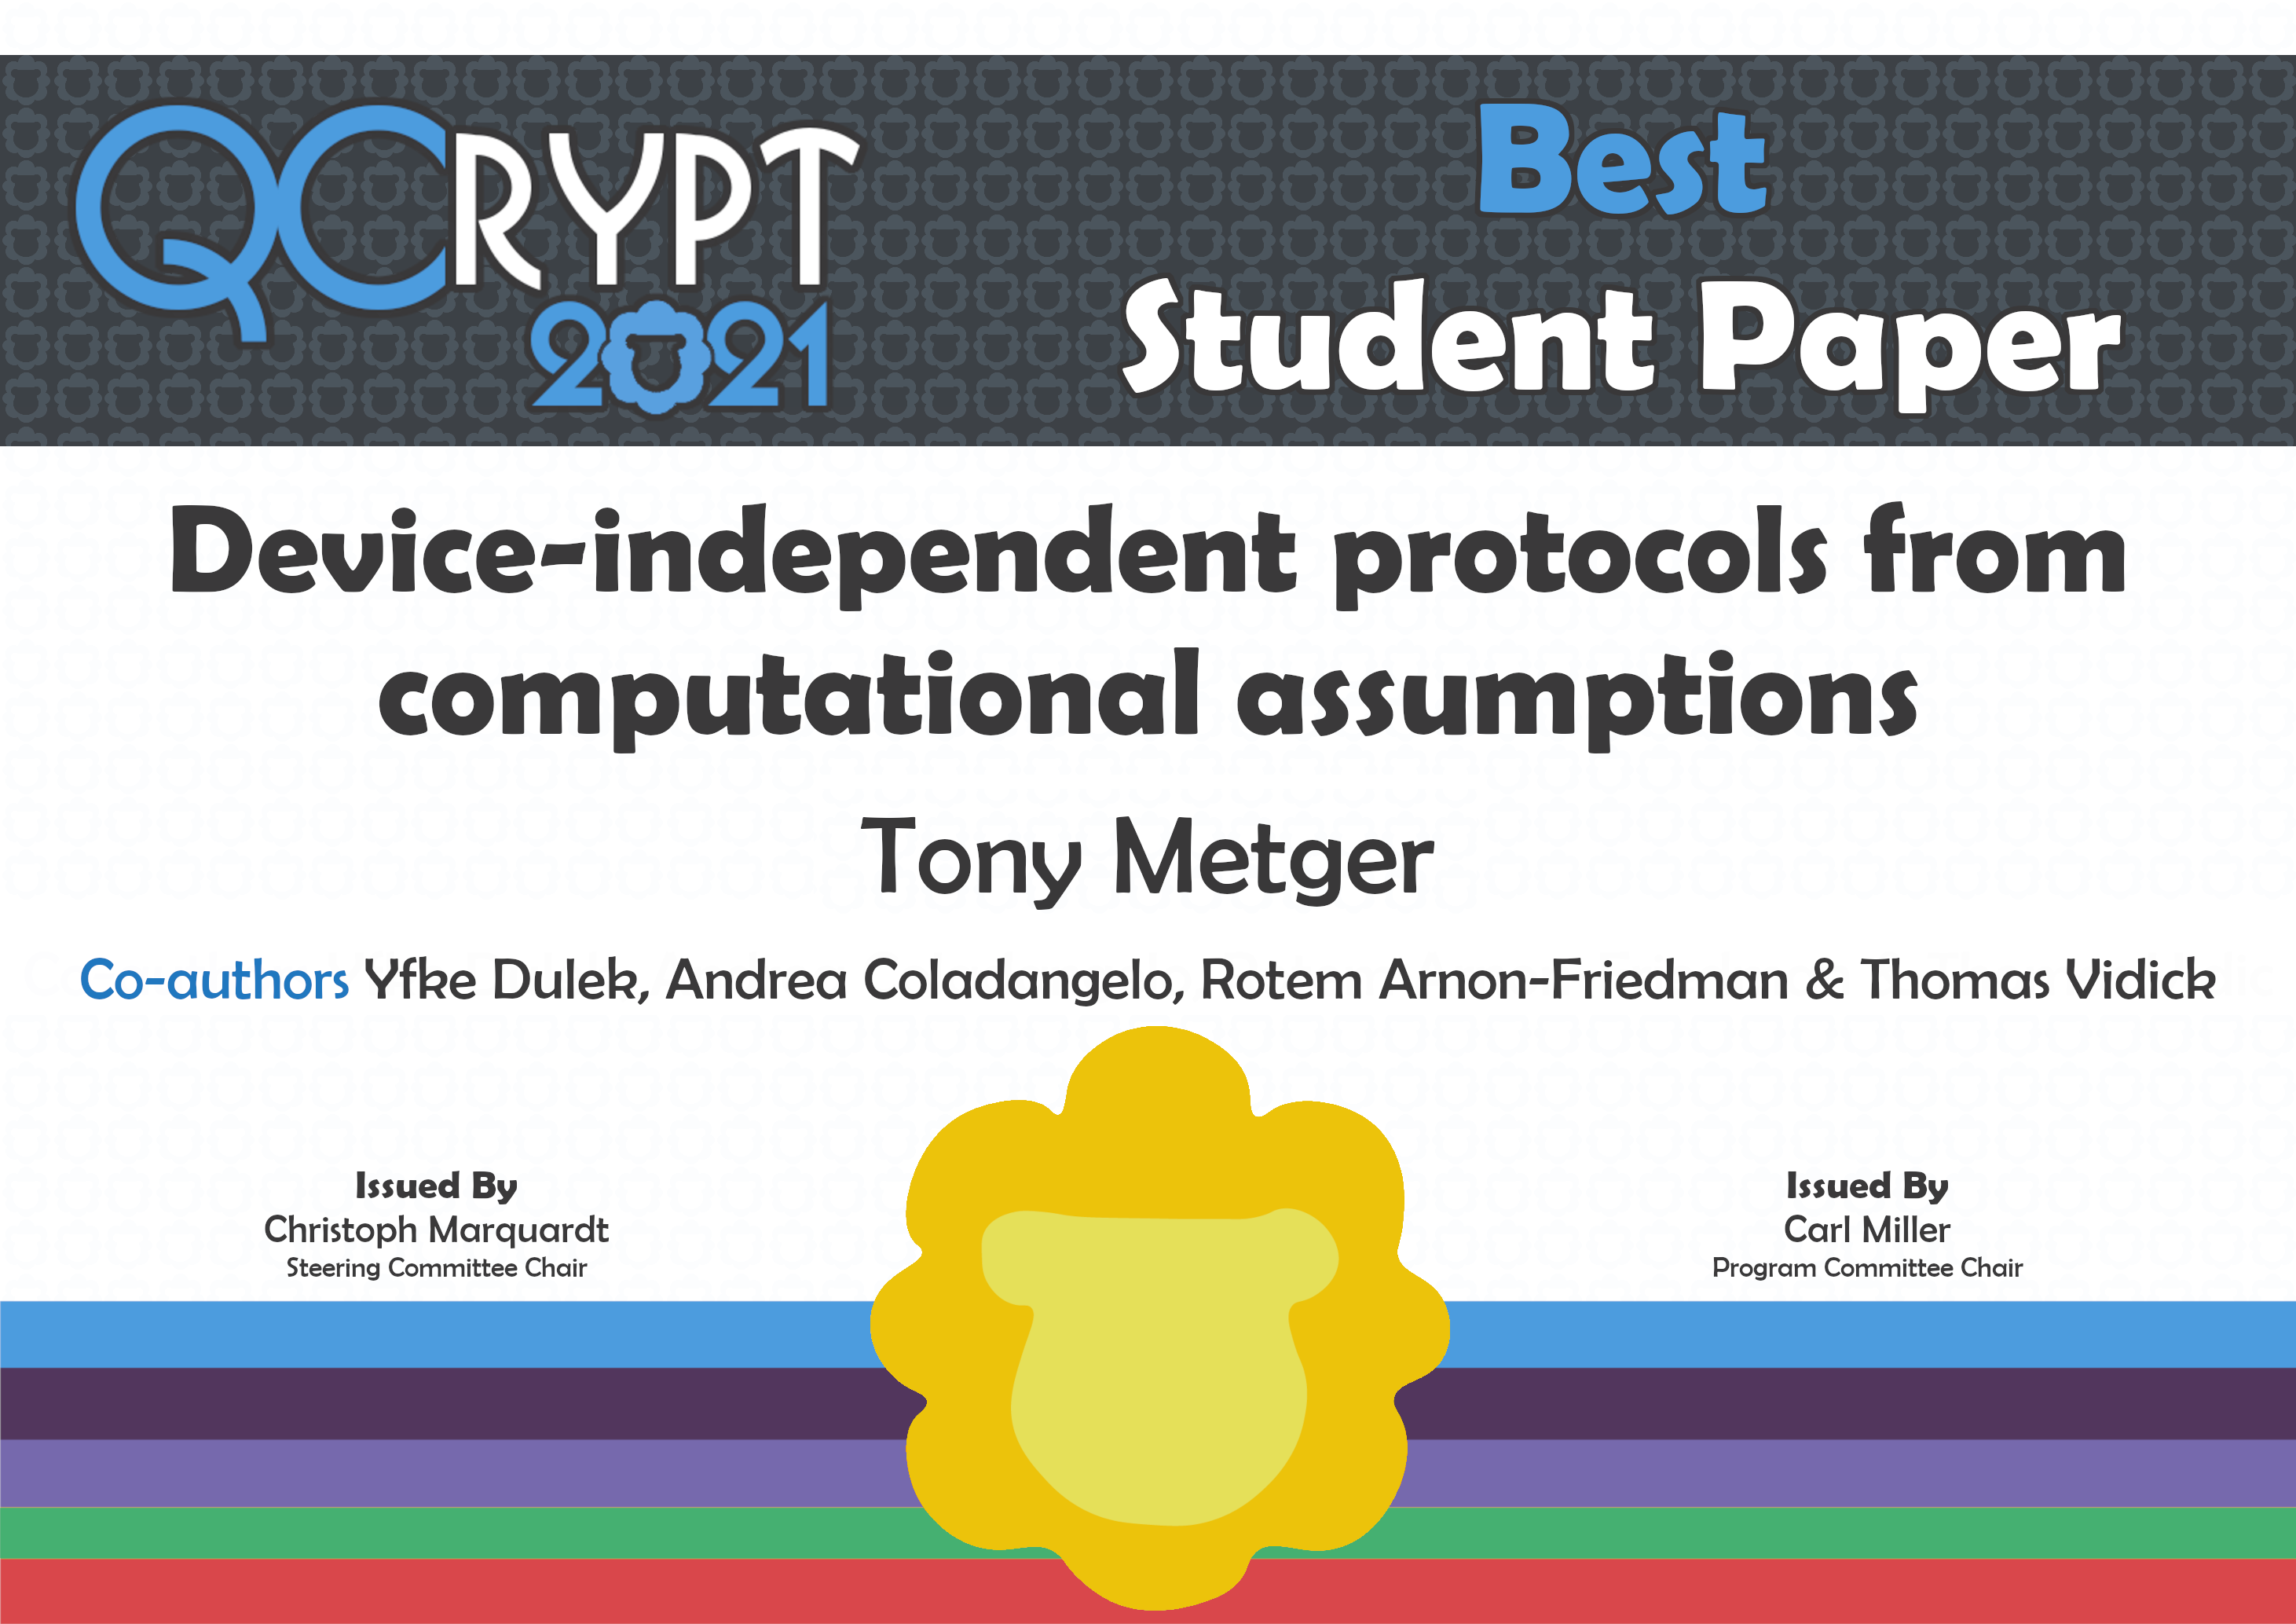 QCRYPT
2021
Best
Student Paper
Device-independent protocols from
computational assumptions
Tony Metger
Co-authors Yfke Dulek, Andrea Coladangelo, Rotem Arnon-Friedman & Thomas Vidick
Issued By
Christoph Marquardt
Steering Committee Chair
Issued By
Carl Miller
Program Committee Chair